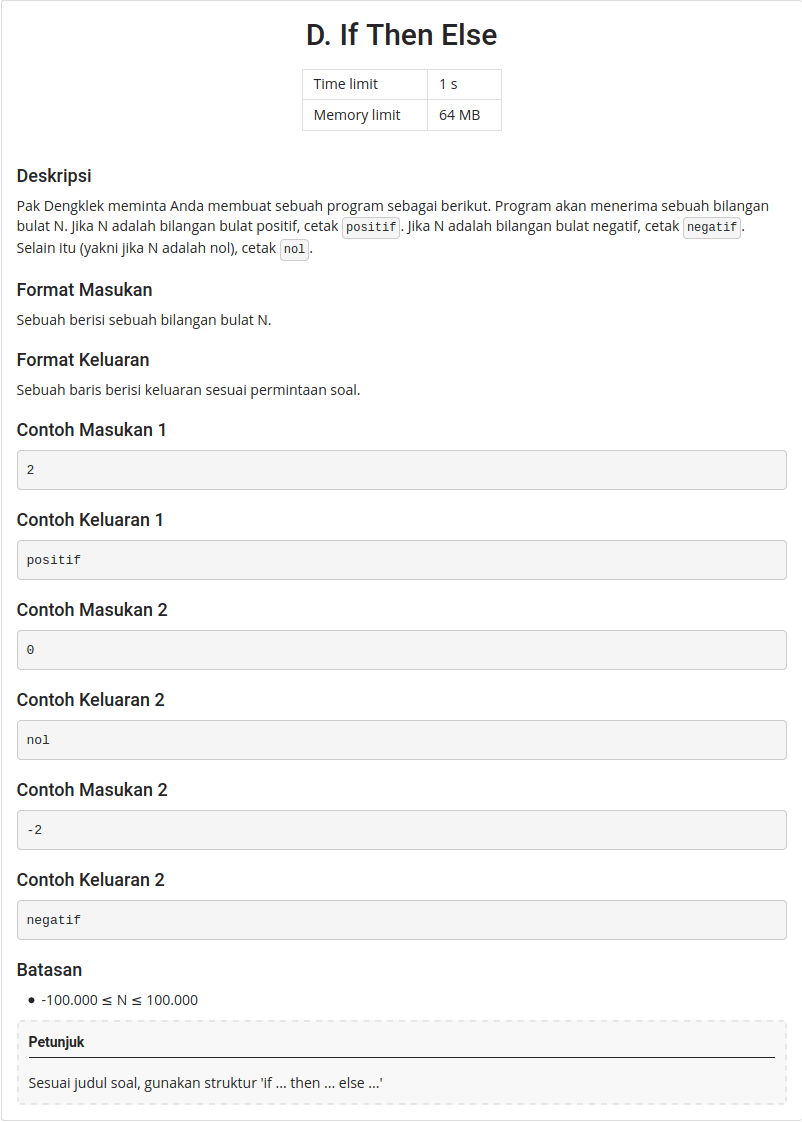 D. If Then Else
Time limit 1 s
Memory limit 64 MB
Deskripsi
Pak Dengklek meminta Anda membuat sebuah program sebagai berikut. Program akan menerima sebuah bilangan
bulat N. Jika N adalah bilangan bulat positif, cetak positif. Jika N adalah bilangan bulat negatif, cetak negatif.
Selain itu (yakni jika N adalah nol), cetak nol.
Format Masukan
Sebuah berisi sebuah bilangan bulat N.
Format Keluaran
Sebuah baris berisi keluaran sesuai permintaan soal.
Contoh Masukan 1
2
Contoh Keluaran 1
positif
Contoh Masukan 2
0
Contoh Keluaran 2
nol
Contoh Masukan 2
-2
Contoh Keluaran 2
negatif
Batasan
• -100.000 ≤ N ≤ 100.000
Petunjuk
Sesuai judul soal, gunakan struktur 'if ... then ... else ...'